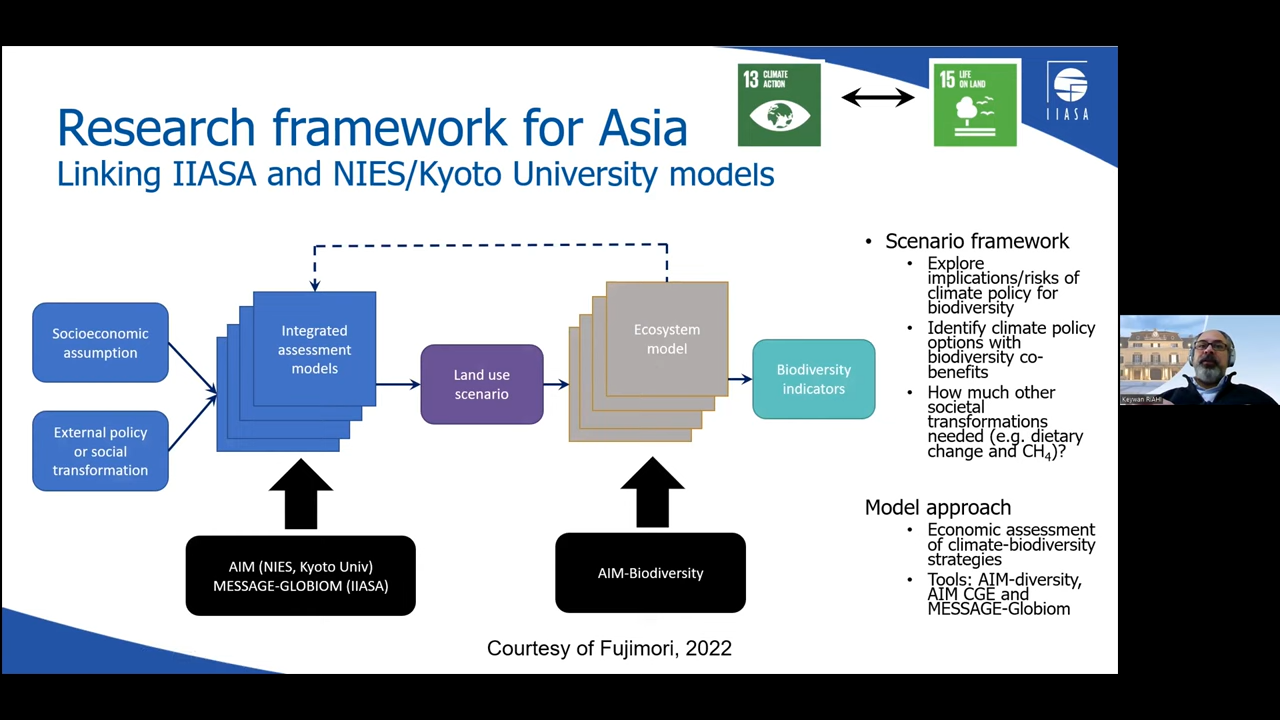 13 CLIMATE
ACTION
15 LIFE
ON LAND
IIASA
Research framework for Asia
Linking IIASA and NIES/Kyoto University models
Socioeconomic
assumption
External policy
or social
transformation
Integrated
assessment
models
Land use
scenario
Ecosystem
model
Biodiversity
indicators
AIM (NIES, Kyoto Univ)
MESSAGE-GLOBIOM (IIASA)
AIM-Biodiversity
• Scenario framework
• Explore
implications/risks of
climate policy for
biodiversity
• Identify climate policy
options with
biodiversity co-
benefits
• How much other
societal
transformations
needed (e.g. dietary
change and CH₄)?
Model approach
• Economic assessment
of climate-biodiversity
strategies
• Tools: AIM-diversity,
AIM CGE and
MESSAGE-Globiom
Courtesy of Fujimori, 2022
Keywan RIAHI